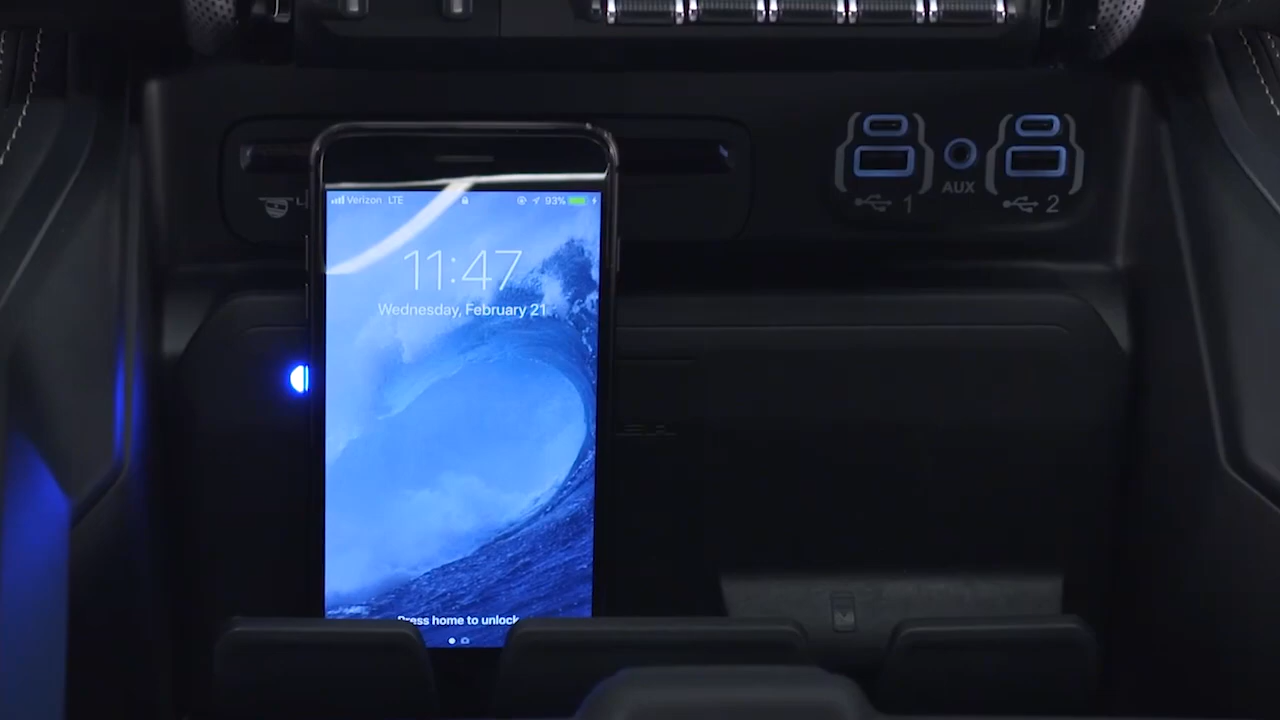 Verizon LTE 93%
11:47
Wednesday, February 21
Press home to unlock
AUX
1
2